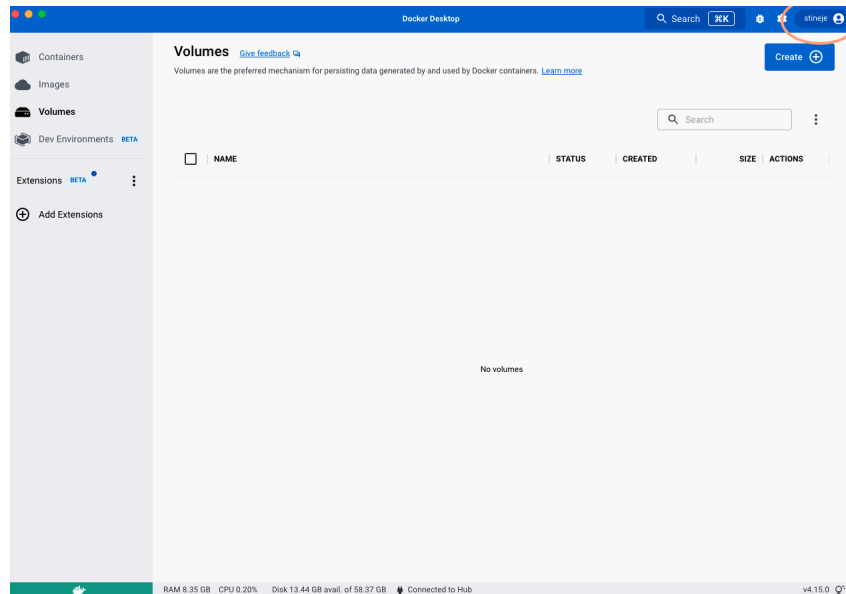 Docker Desktop
Search ⌘K
stineje
Containers
Images
Volumes
Dev Environments BETA
Extensions BETA
Add Extensions
Volumes Give feedback
Volumes are the preferred mechanism for persisting data generated by and used by Docker containers. Learn more
Create
Search
NAME STATUS CREATED SIZE ACTIONS
No volumes
RAM 8.35 GB CPU 0.20% Disk 13.44 GB avail. of 58.37 GB Connected to Hub v4.15.0